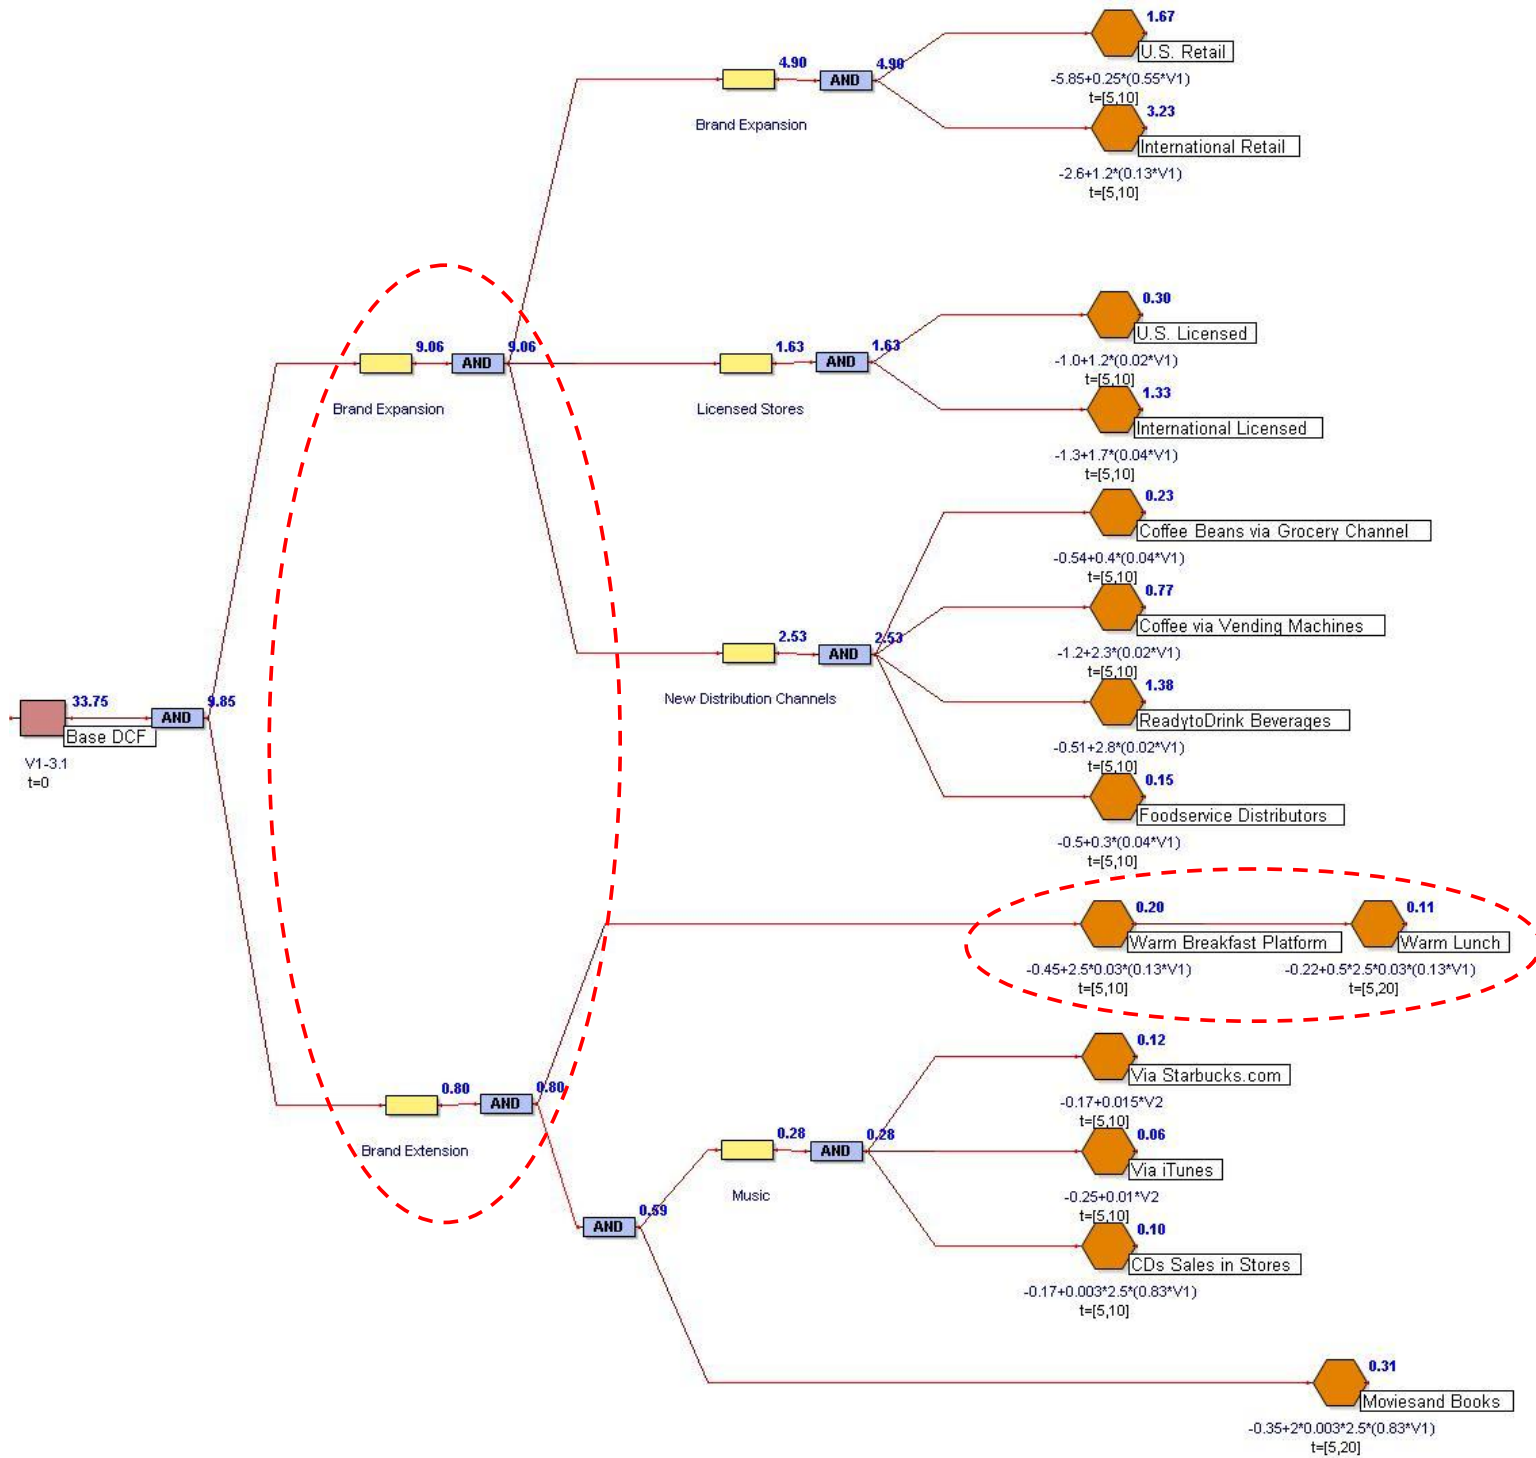 1.67
U.S. Retail
-5.85+0.25*(0.55*V1)
t=[5,10]
4.90
AND
4.90
Brand Expansion
3.23
International Retail
-2.6+1.2*(0.13*V1)
t=[5,10]
0.30
U.S. Licensed
-1.0+1.2*(0.02*V1)
t=[5,10]
9.06
AND
9.06
Brand Expansion
1.63
AND
1.63
Licensed Stores
1.33
International Licensed
-1.3+1.7*(0.04*V1)
t=[5,10]
0.23
Coffee Beans via Grocery Channel
-0.54+0.4*(0.04*V1)
t=[5,10]
0.77
Coffee via Vending Machines
-1.2+2.3*(0.02*V1)
t=[5,10]
2.53
AND
2.53
New Distribution Channels
1.38
ReadytoDrink Beverages
-0.51+2.8*(0.02*V1)
t=[5,10]
33.75
Base DCF
AND
9.85
V1-3.1
t=0
0.15
Foodservice Distributors
-0.5+0.3*(0.04*V1)
t=[5,10]
0.20
Warm Breakfast Platform
-0.45+2.5*0.03*(0.13*V1)
t=[5,10]
0.11
Warm Lunch
-0.22+0.5*2.5*0.03*(0.13*V1)
t=[5,20]
0.12
Via Starbucks.com
-0.17+0.015*V2
t=[5,10]
0.80
AND
0.80
Brand Extension
0.28
AND
0.28
Music
0.06
Via iTunes
-0.25+0.01*V2
t=[5,10]
AND
0.59
0.10
CDs Sales in Stores
-0.17+0.003*2.5*(0.83*V1)
t=[5,10]
0.31
Moviesand Books
-0.35+2*0.003*2.5*(0.83*V1)
t=[5,20]